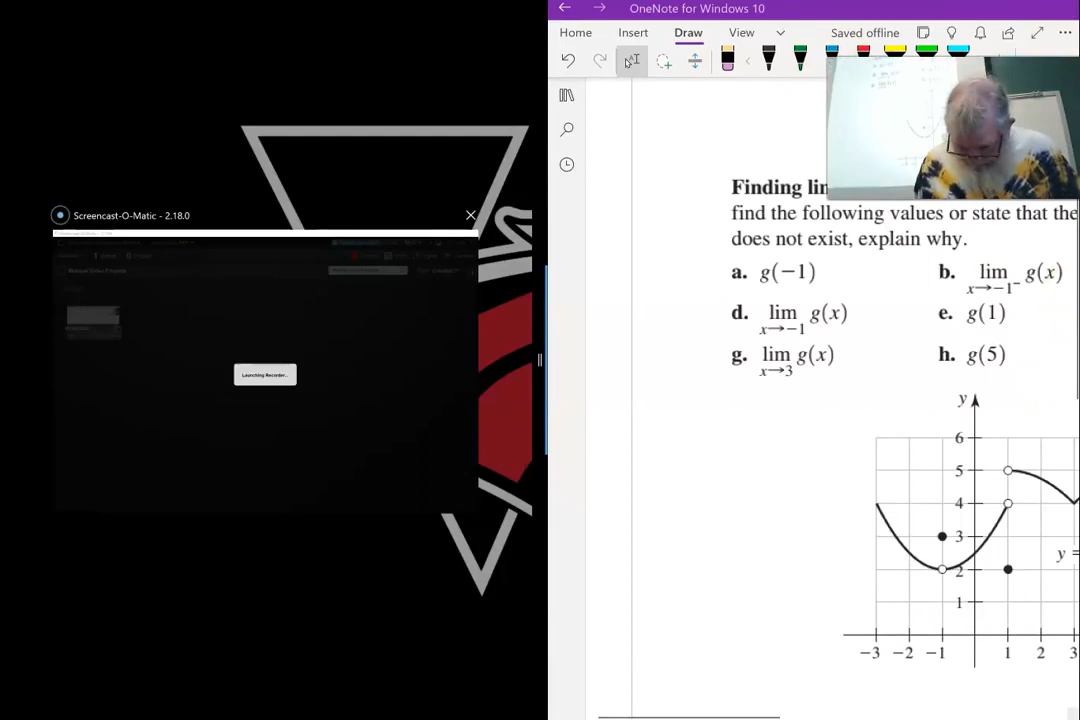 OneNote for Windows 10
Home Insert Draw View Saved offline
Screencast-O-Matic - 2.18.0
Launching Recorder...
Finding lin
find the following values or state that the
does not exist, explain why.
a. g(−1) b. lim x→−1⁻ g(x)
d. lim x→−1 g(x) e. g(1)
g. lim x→3 g(x) h. g(5)
y
6
5
4
3
y =
2
1
−3 −2 −1 1 2 3